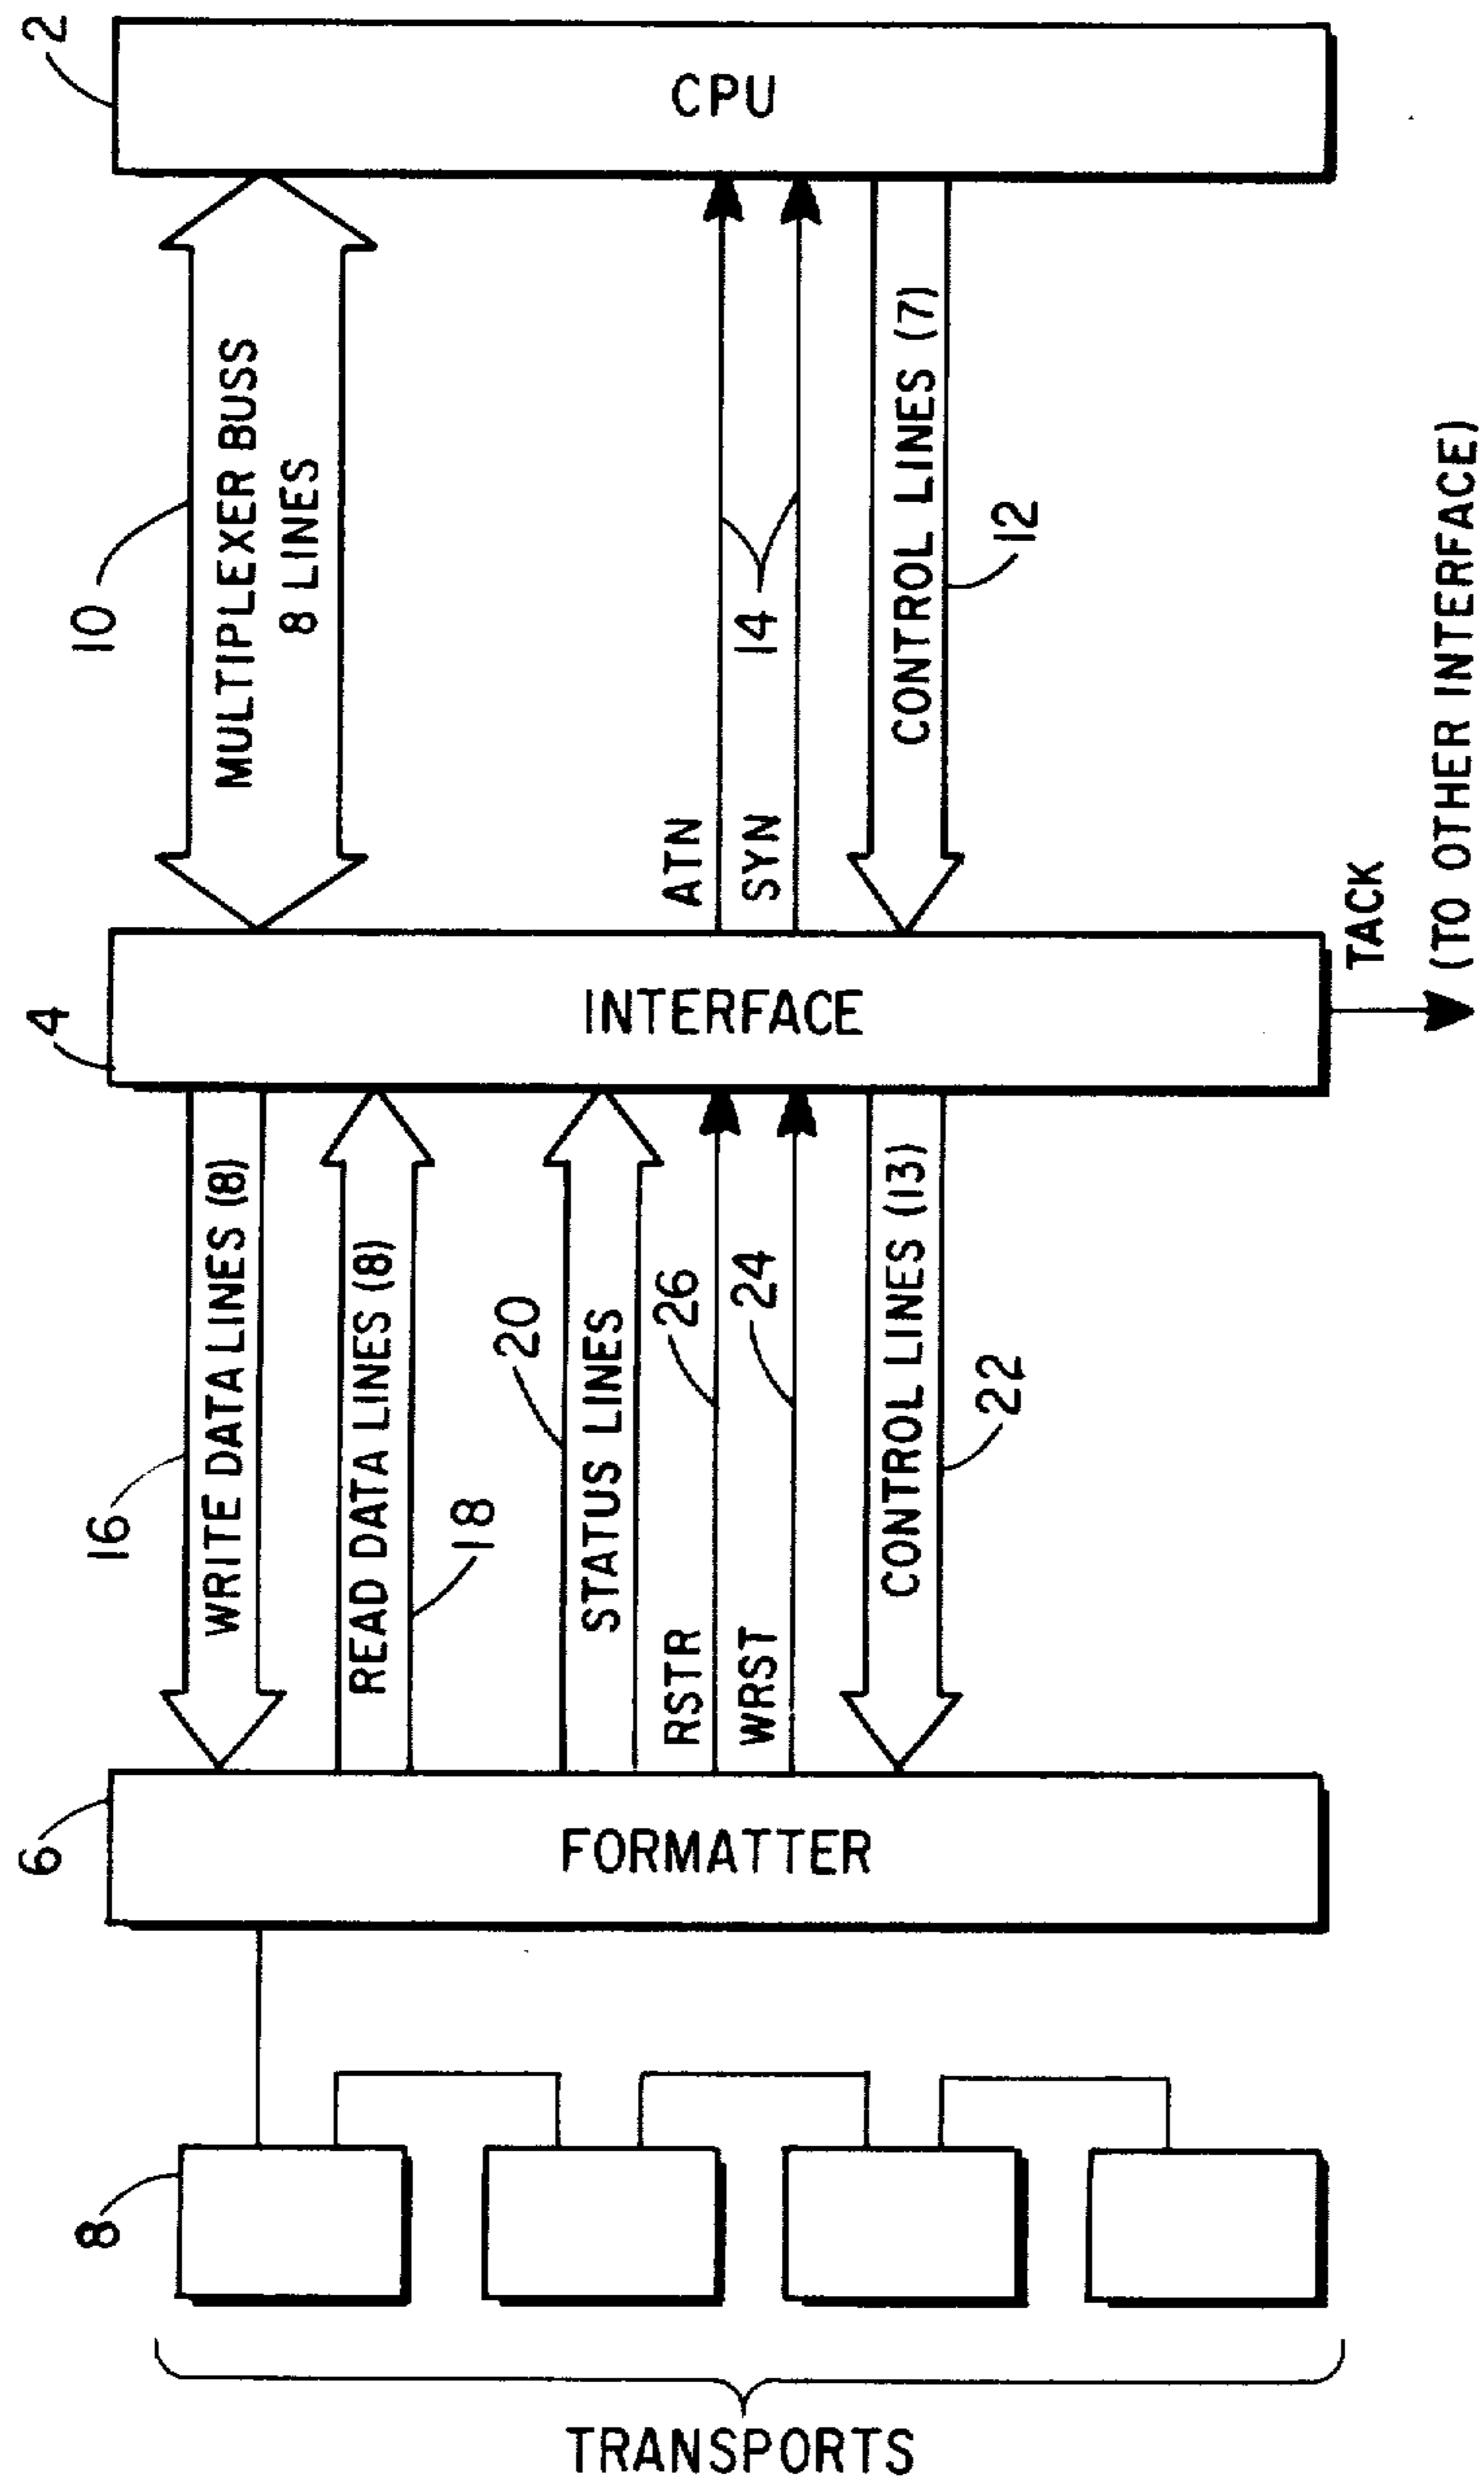 2
CPU
10
MULTIPLEXER BUSS
8 LINES
ATN
SYN
14
CONTROL LINES (7)
12
4
INTERFACE
TACK
(TO OTHER INTERFACE)
16
WRITE DATA LINES (8)
READ DATA LINES (8)
18
20
STATUS LINES
RSTR
26
WRST
24
CONTROL LINES (13)
22
6
FORMATTER
8
TRANSPORTS